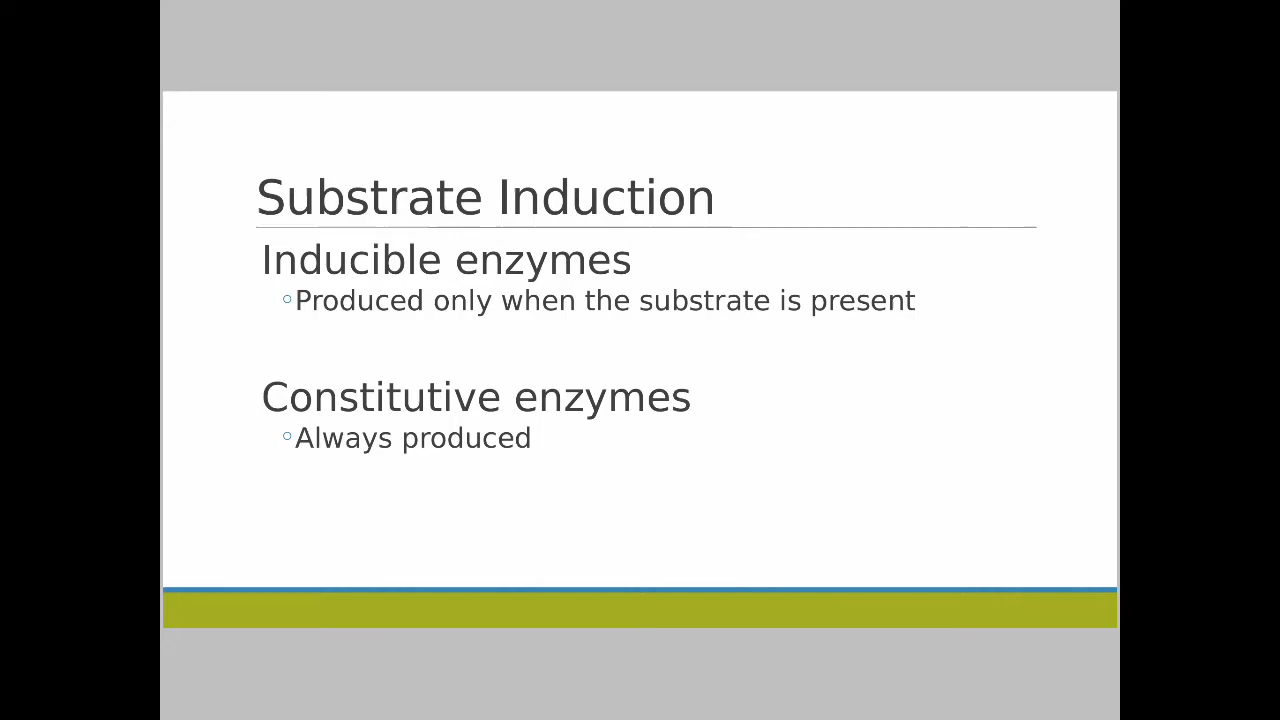 Substrate Induction
Inducible enzymes
◦Produced only when the substrate is present
Constitutive enzymes
◦Always produced